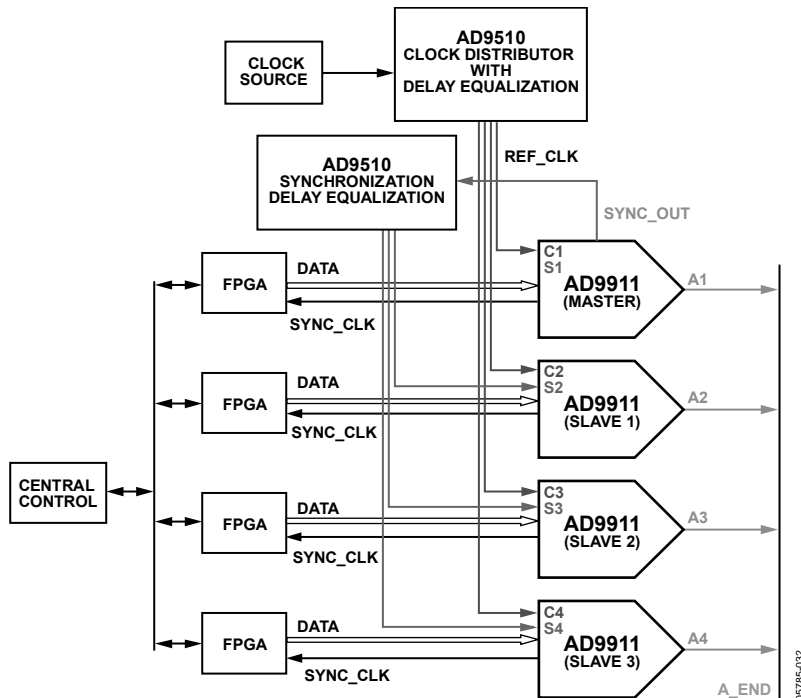 AD9510
CLOCK DISTRIBUTOR
WITH
DELAY EQUALIZATION
CLOCK
SOURCE
REF_CLK
AD9510
SYNCHRONIZATION
DELAY EQUALIZATION
SYNC_OUT
FPGA
DATA
SYNC_CLK
C1
S1
AD9911
(MASTER)
A1
FPGA
DATA
SYNC_CLK
C2
S2
AD9911
(SLAVE 1)
A2
CENTRAL
CONTROL
FPGA
DATA
SYNC_CLK
C3
S3
AD9911
(SLAVE 2)
A3
FPGA
DATA
SYNC_CLK
C4
S4
AD9911
(SLAVE 3)
A4
A_END
05785-032